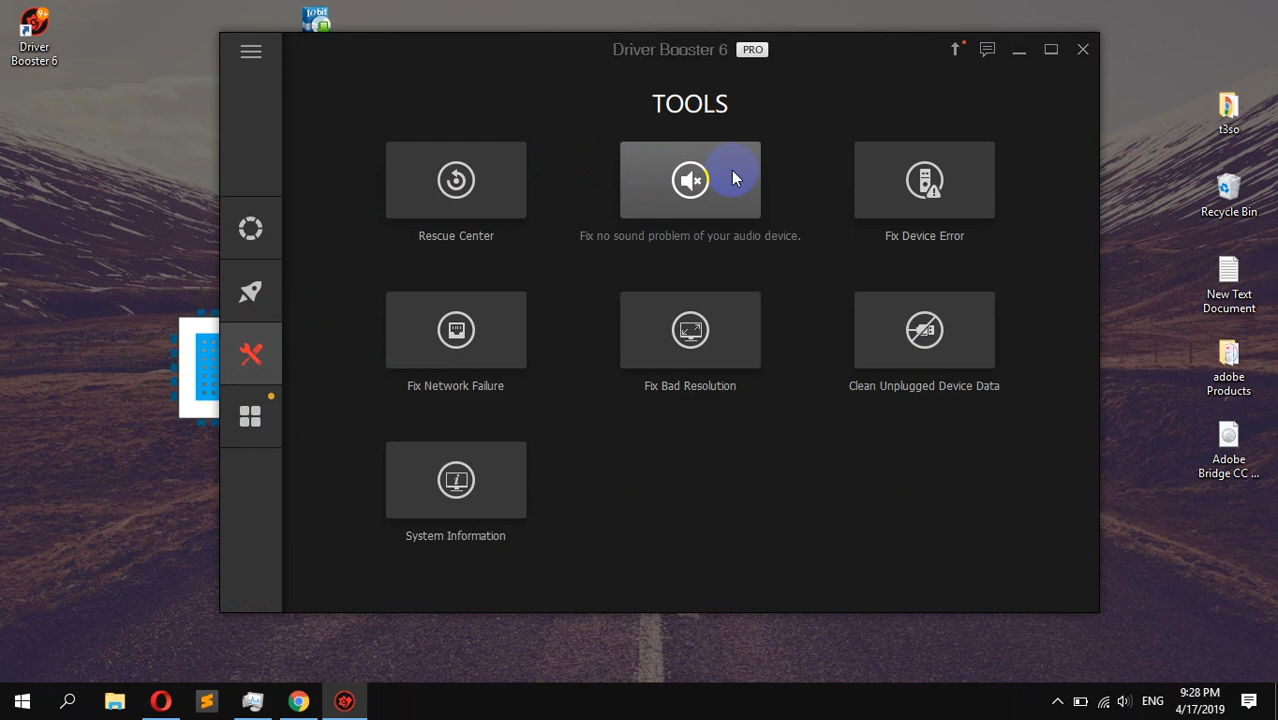 Driver
Booster 6
10bit
Driver Booster 6 PRO
TOOLS
Rescue Center
Fix no sound problem of your audio device.
Fix Device Error
Fix Network Failure
Fix Bad Resolution
Clean Unplugged Device Data
System Information
t3so
Recycle Bin
New Text
Document
adobe
Products
Adobe
Bridge CC ...
ENG
9:28 PM
4/17/2019